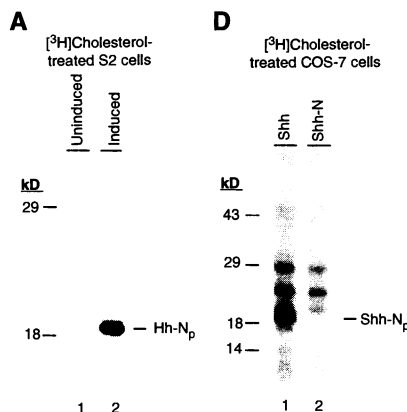 A
[³H]Cholesterol-
treated S2 cells
Uninduced
Induced
kD
29
18
Hh-Np
1 2
D
[³H]Cholesterol-
treated COS-7 cells
Shh
Shh-N
kD
43
29
18
14
Shh-Np
1 2